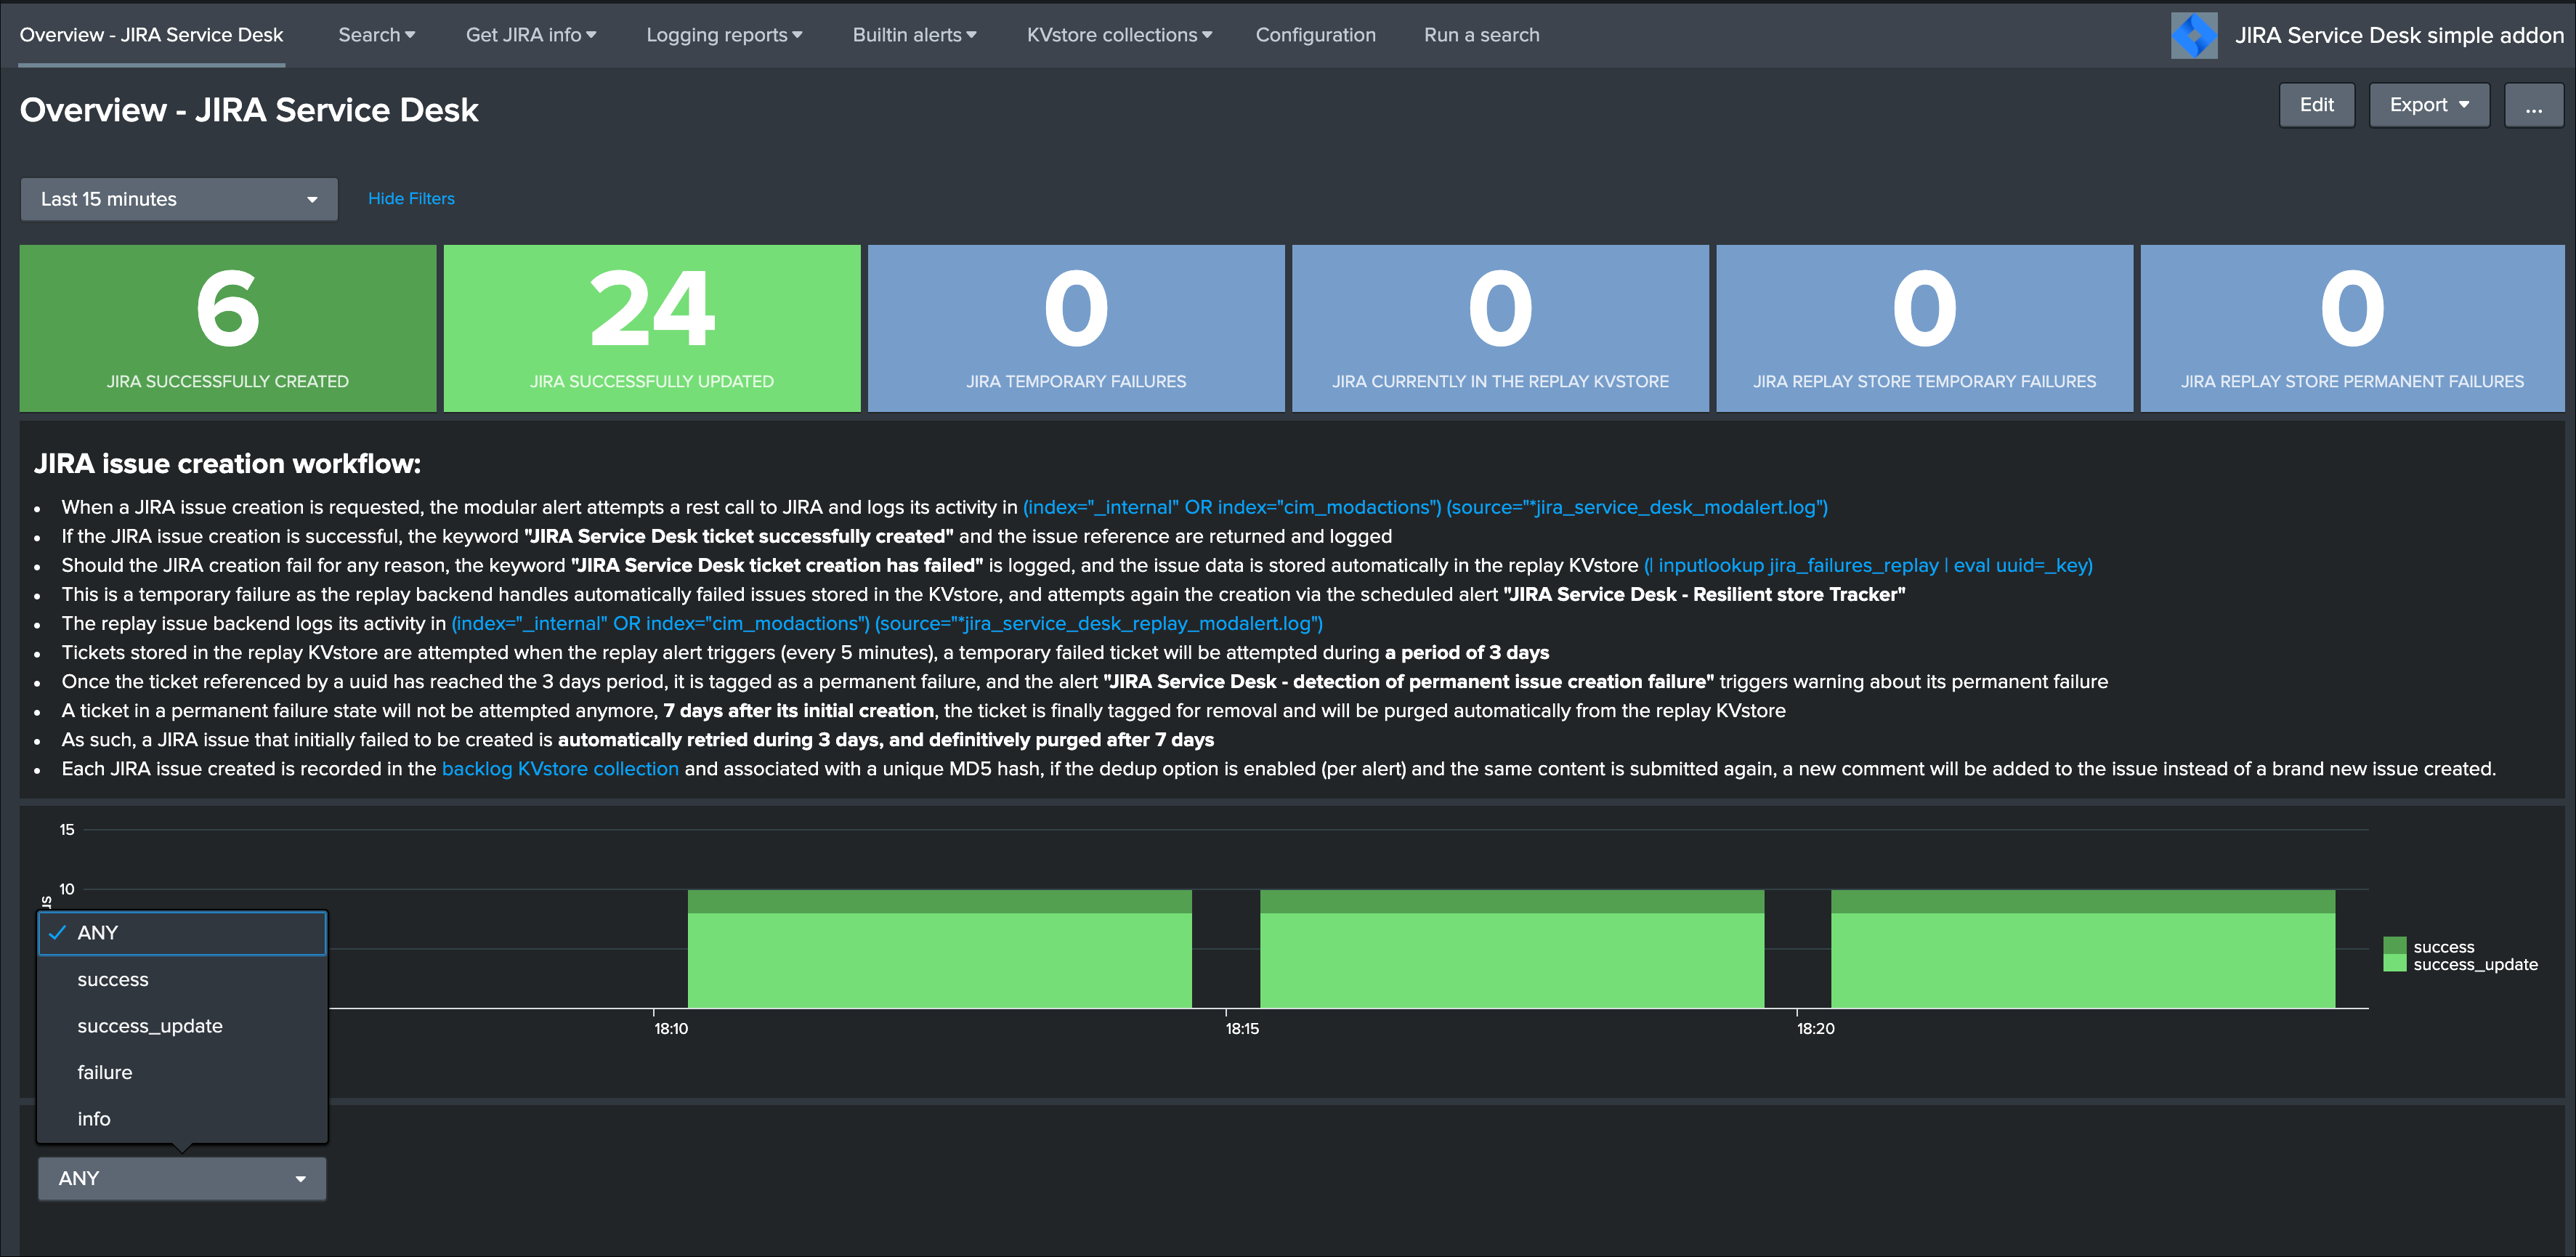 Overview - JIRA Service Desk Search Get JIRA info Logging reports Builtin alerts KVstore collections Configuration Run a search JIRA Service Desk simple addon
Overview - JIRA Service Desk
Edit Export ...
Last 15 minutes Hide Filters
6 24 0 0 0 0
JIRA SUCCESSFULLY CREATED JIRA SUCCESSFULLY UPDATED JIRA TEMPORARY FAILURES JIRA CURRENTLY IN THE REPLAY KVSTORE JIRA REPLAY STORE TEMPORARY FAILURES JIRA REPLAY STORE PERMANENT FAILURES
JIRA issue creation workflow:
• When a JIRA issue creation is requested, the modular alert attempts a rest call to JIRA and logs its activity in (index="_internal" OR index="cim_modactions") (source="*jira_service_desk_modalert.log")
• If the JIRA issue creation is successful, the keyword "JIRA Service Desk ticket successfully created" and the issue reference are returned and logged
• Should the JIRA creation fail for any reason, the keyword "JIRA Service Desk ticket creation has failed" is logged, and the issue data is stored automatically in the replay KVstore (| inputlookup jira_failures_replay | eval uuid=_key)
• This is a temporary failure as the replay backend handles automatically failed issues stored in the KVstore, and attempts again the creation via the scheduled alert "JIRA Service Desk - Resilient store Tracker"
• The replay issue backend logs its activity in (index="_internal" OR index="cim_modactions") (source="*jira_service_desk_replay_modalert.log")
• Tickets stored in the replay KVstore are attempted when the replay alert triggers (every 5 minutes), a temporary failed ticket will be attempted during a period of 3 days
• Once the ticket referenced by a uuid has reached the 3 days period, it is tagged as a permanent failure, and the alert "JIRA Service Desk - detection of permanent issue creation failure" triggers warning about its permanent failure
• A ticket in a permanent failure state will not be attempted anymore, 7 days after its initial creation, the ticket is finally tagged for removal and will be purged automatically from the replay KVstore
• As such, a JIRA issue that initially failed to be created is automatically retried during 3 days, and definitively purged after 7 days
• Each JIRA issue created is recorded in the backlog KVstore collection and associated with a unique MD5 hash, if the dedup option is enabled (per alert) and the same content is submitted again, a new comment will be added to the issue instead of a brand new issue created.
15
10
ANY
success
success_update
failure
info
ANY
18:10 18:15 18:20
success
success_update